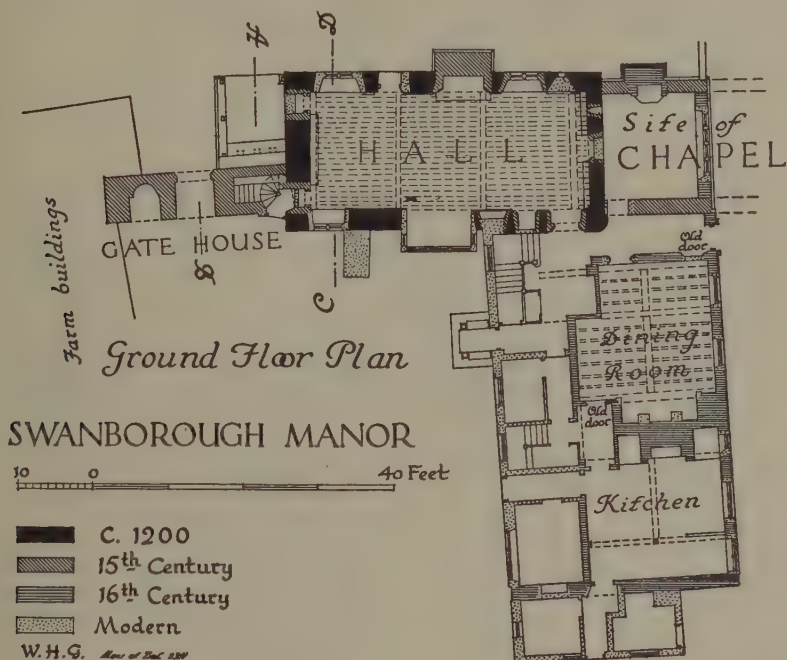 A
D
HALL
Site of
CHAPEL
GATE HOUSE
Farm buildings
B
C
Old door
Ground Floor Plan
Dining Room
Old door
SWANBOROUGH MANOR
10 0 40 Feet
Kitchen
C. 1200
15th Century
16th Century
Modern
W.H.G.